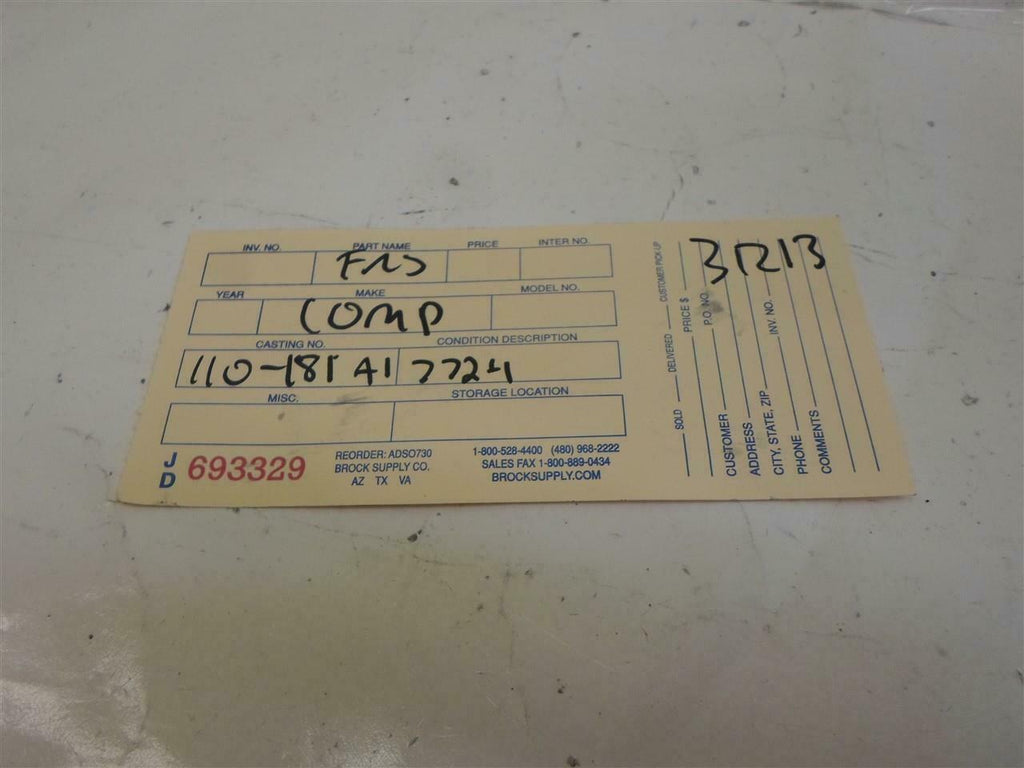 INV. NO. PART NAME PRICE INTER NO.
YEAR MAKE MODEL NO.
COMP
CASTING NO. CONDITION DESCRIPTION
110-181 A1 7724
MISC. STORAGE LOCATION
JD 693329
REORDER: ADSO730
BROCK SUPPLY CO.
AZ TX VA
1-800-528-4400 (480) 968-2222
SALES FAX 1-800-889-0434
BROCKSUPPLY.COM
SOLD DELIVERED CUSTOMER PICK-UP
PRICE $
P.O. NO.
CUSTOMER
ADDRESS
CITY, STATE, ZIP INV. NO.
PHONE
COMMENTS
31213